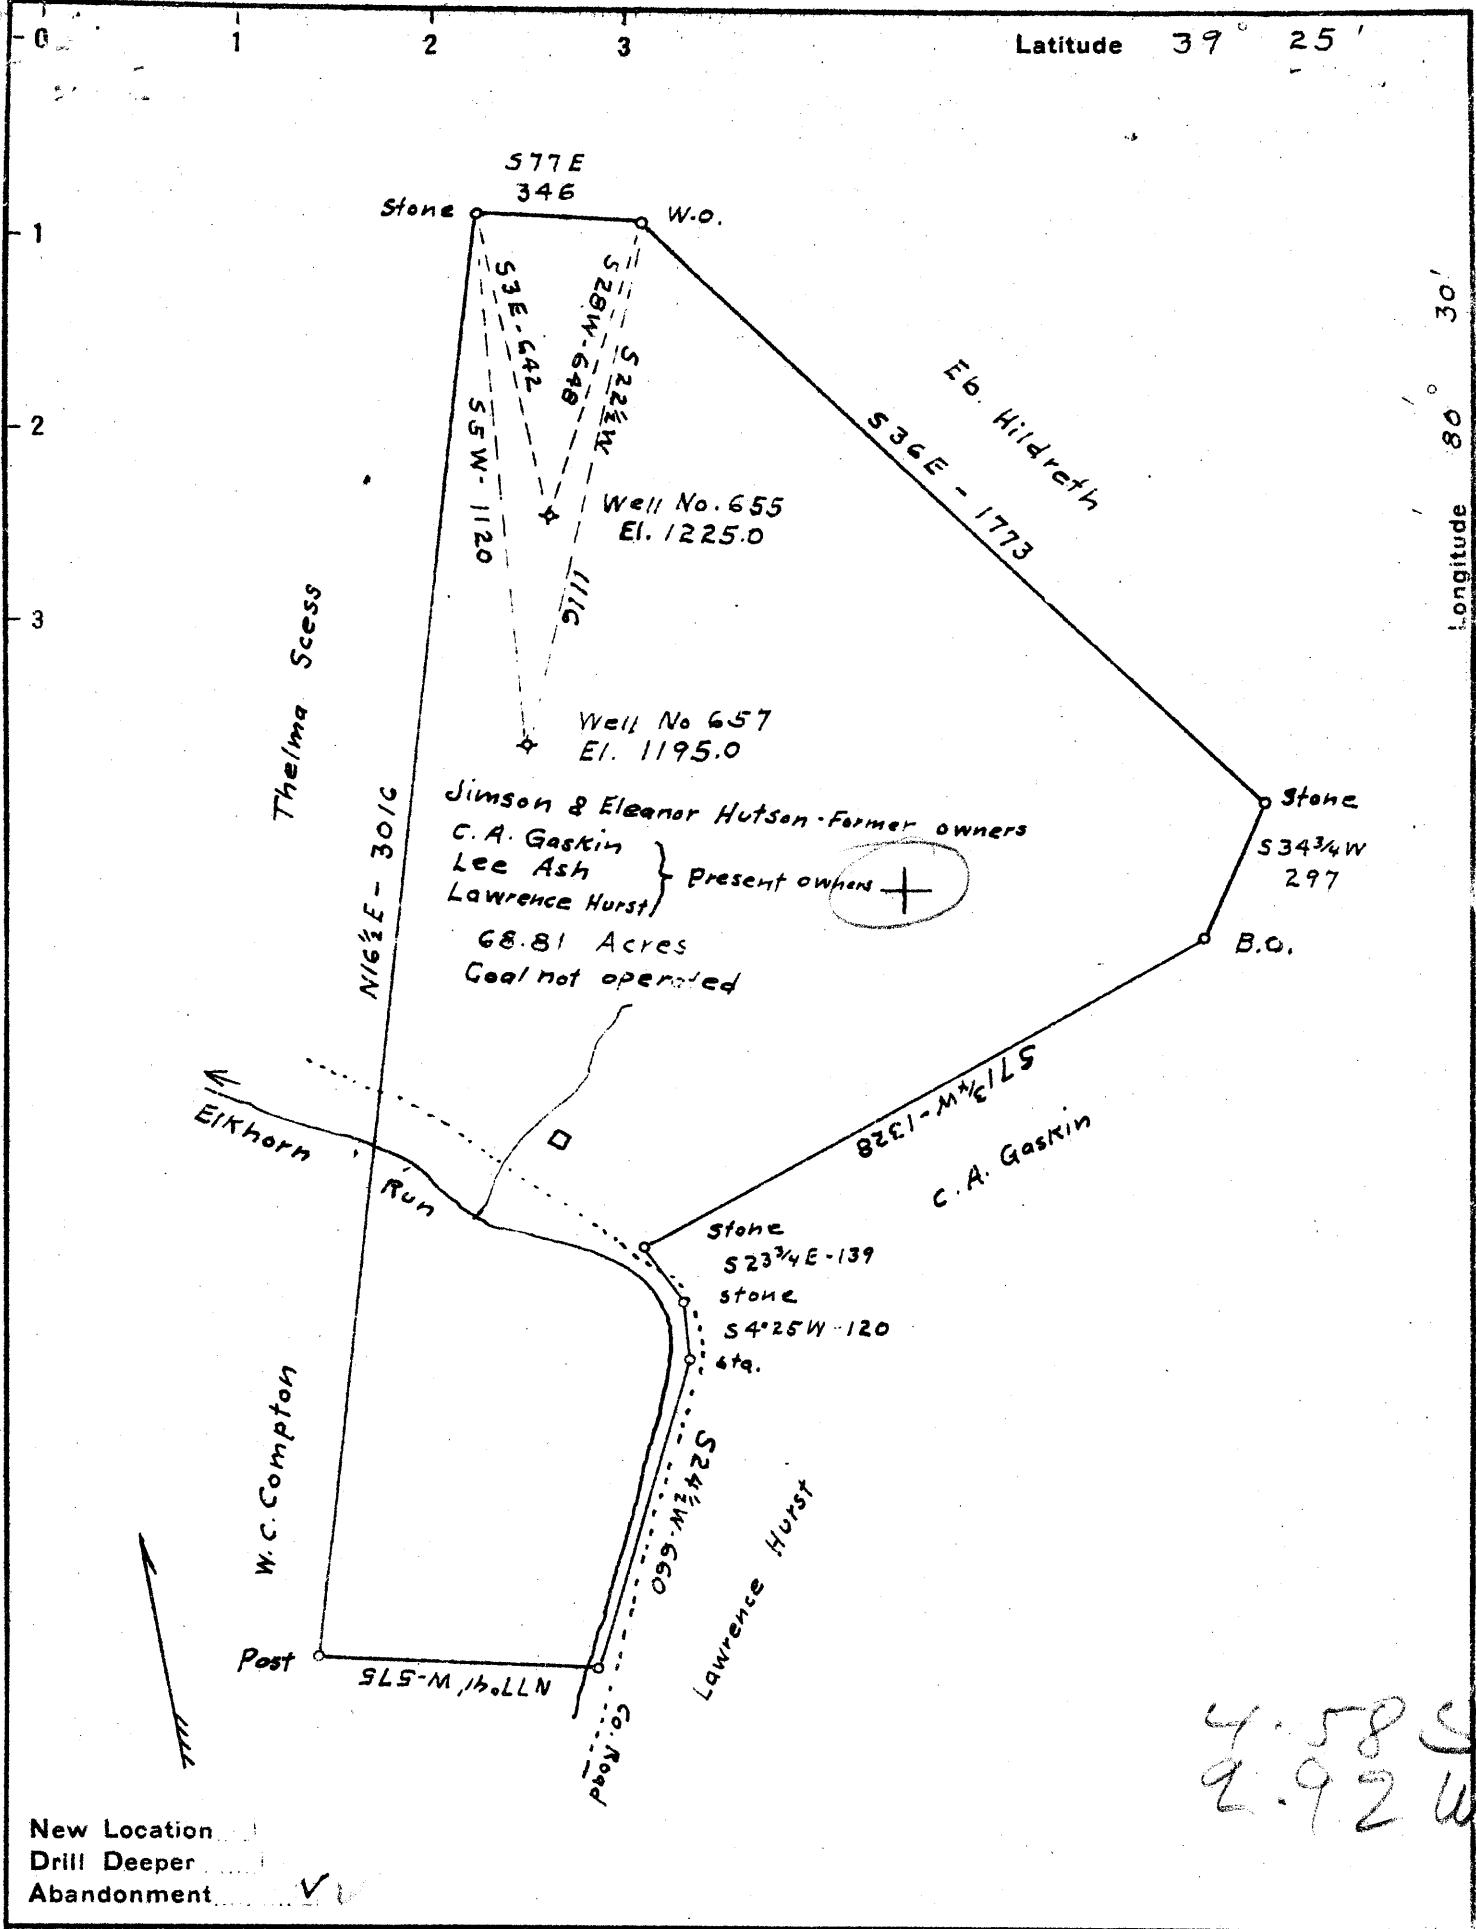 0 1 2 3 Latitude 39° 25'
1
2
3
Longitude 80° 30'
S77E
346
Stone
W.O.
S3E-642
S28W-648
S22½W
1116
S5W-1120
Well No. 655
El. 1225.0
Eb. Hildreth
S36E - 1773
Thelma Scess
Well No 657
El. 1195.0
Jimson & Eleanor Hutson-Former owners
C.A. Gaskin
Lee Ash
Lawrence Hurst
Present owners
68.81 Acres
Coal not operated
N16½E - 3016
Stone
S34¾W
297
B.O.
S71¾W-1328
C.A. Gaskin
Elkhorn Run
Stone
S23¾E-139
Stone
S4°25W-120
sta.
S24½W-660
W.C. Compton
Lawrence Hurst
Post
N77°41'W-575
Co. Road
4.58 S
2.92 W
New Location
Drill Deeper
Abandonment ✓